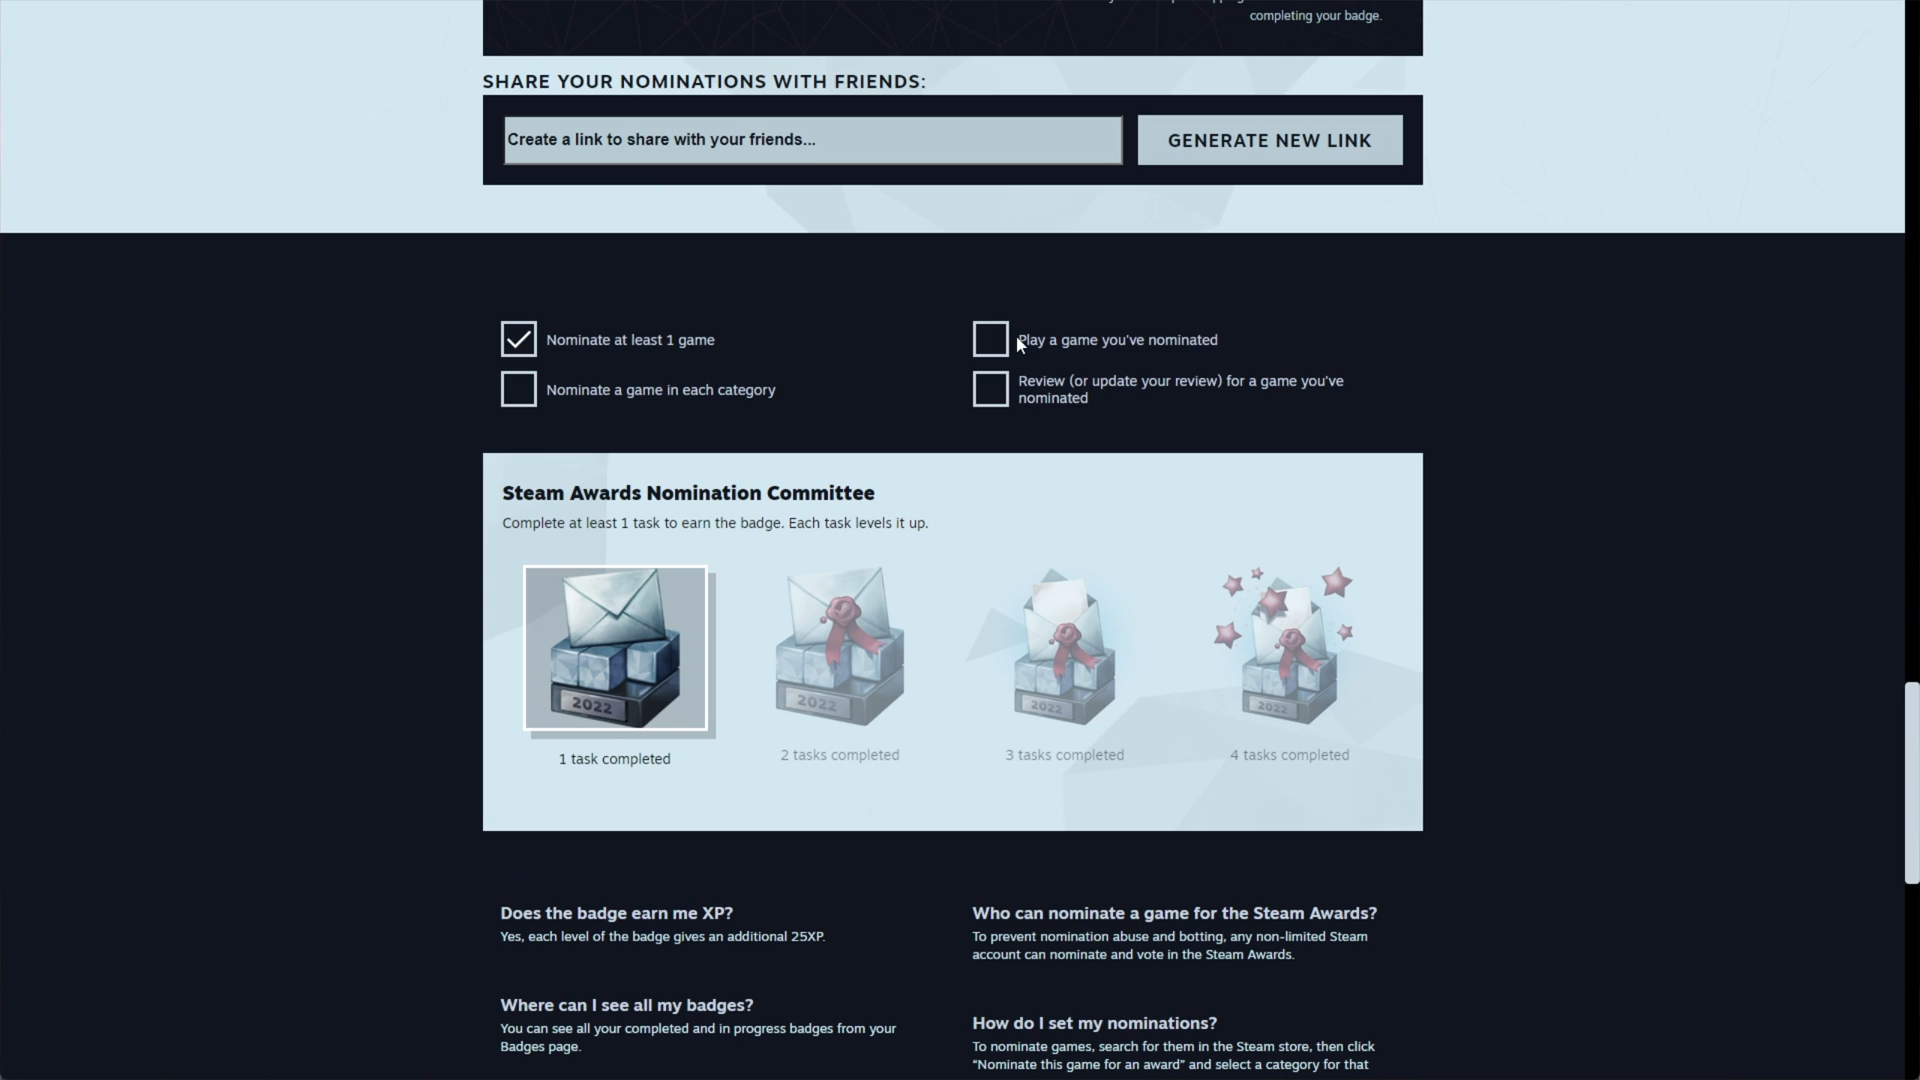 completing your badge.
SHARE YOUR NOMINATIONS WITH FRIENDS:
Create a link to share with your friends...
GENERATE NEW LINK
Nominate at least 1 game
Play a game you've nominated
Nominate a game in each category
Review (or update your review) for a game you've
nominated
Steam Awards Nomination Committee
Complete at least 1 task to earn the badge. Each task levels it up.
2022
2022
2022
2022
1 task completed
2 tasks completed
3 tasks completed
4 tasks completed
Does the badge earn me XP?
Yes, each level of the badge gives an additional 25XP.
Who can nominate a game for the Steam Awards?
To prevent nomination abuse and botting, any non-limited Steam
account can nominate and vote in the Steam Awards.
Where can I see all my badges?
You can see all your completed and in progress badges from your
Badges page.
How do I set my nominations?
To nominate games, search for them in the Steam store, then click
“Nominate this game for an award” and select a category for that